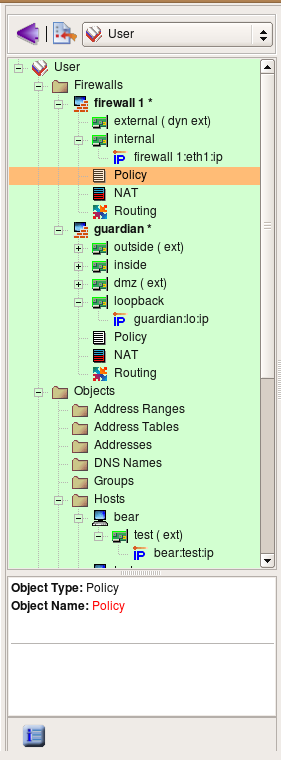 User
User
Firewalls
firewall 1 *
external ( dyn ext)
internal
IP firewall 1:eth1:ip
Policy
NAT
Routing
guardian *
outside ( ext)
inside
dmz ( ext)
loopback
IP guardian:lo:ip
Policy
NAT
Routing
Objects
Address Ranges
Address Tables
Addresses
DNS Names
Groups
Hosts
bear
test ( ext)
IP bear:test:ip
Object Type: Policy
Object Name: Policy